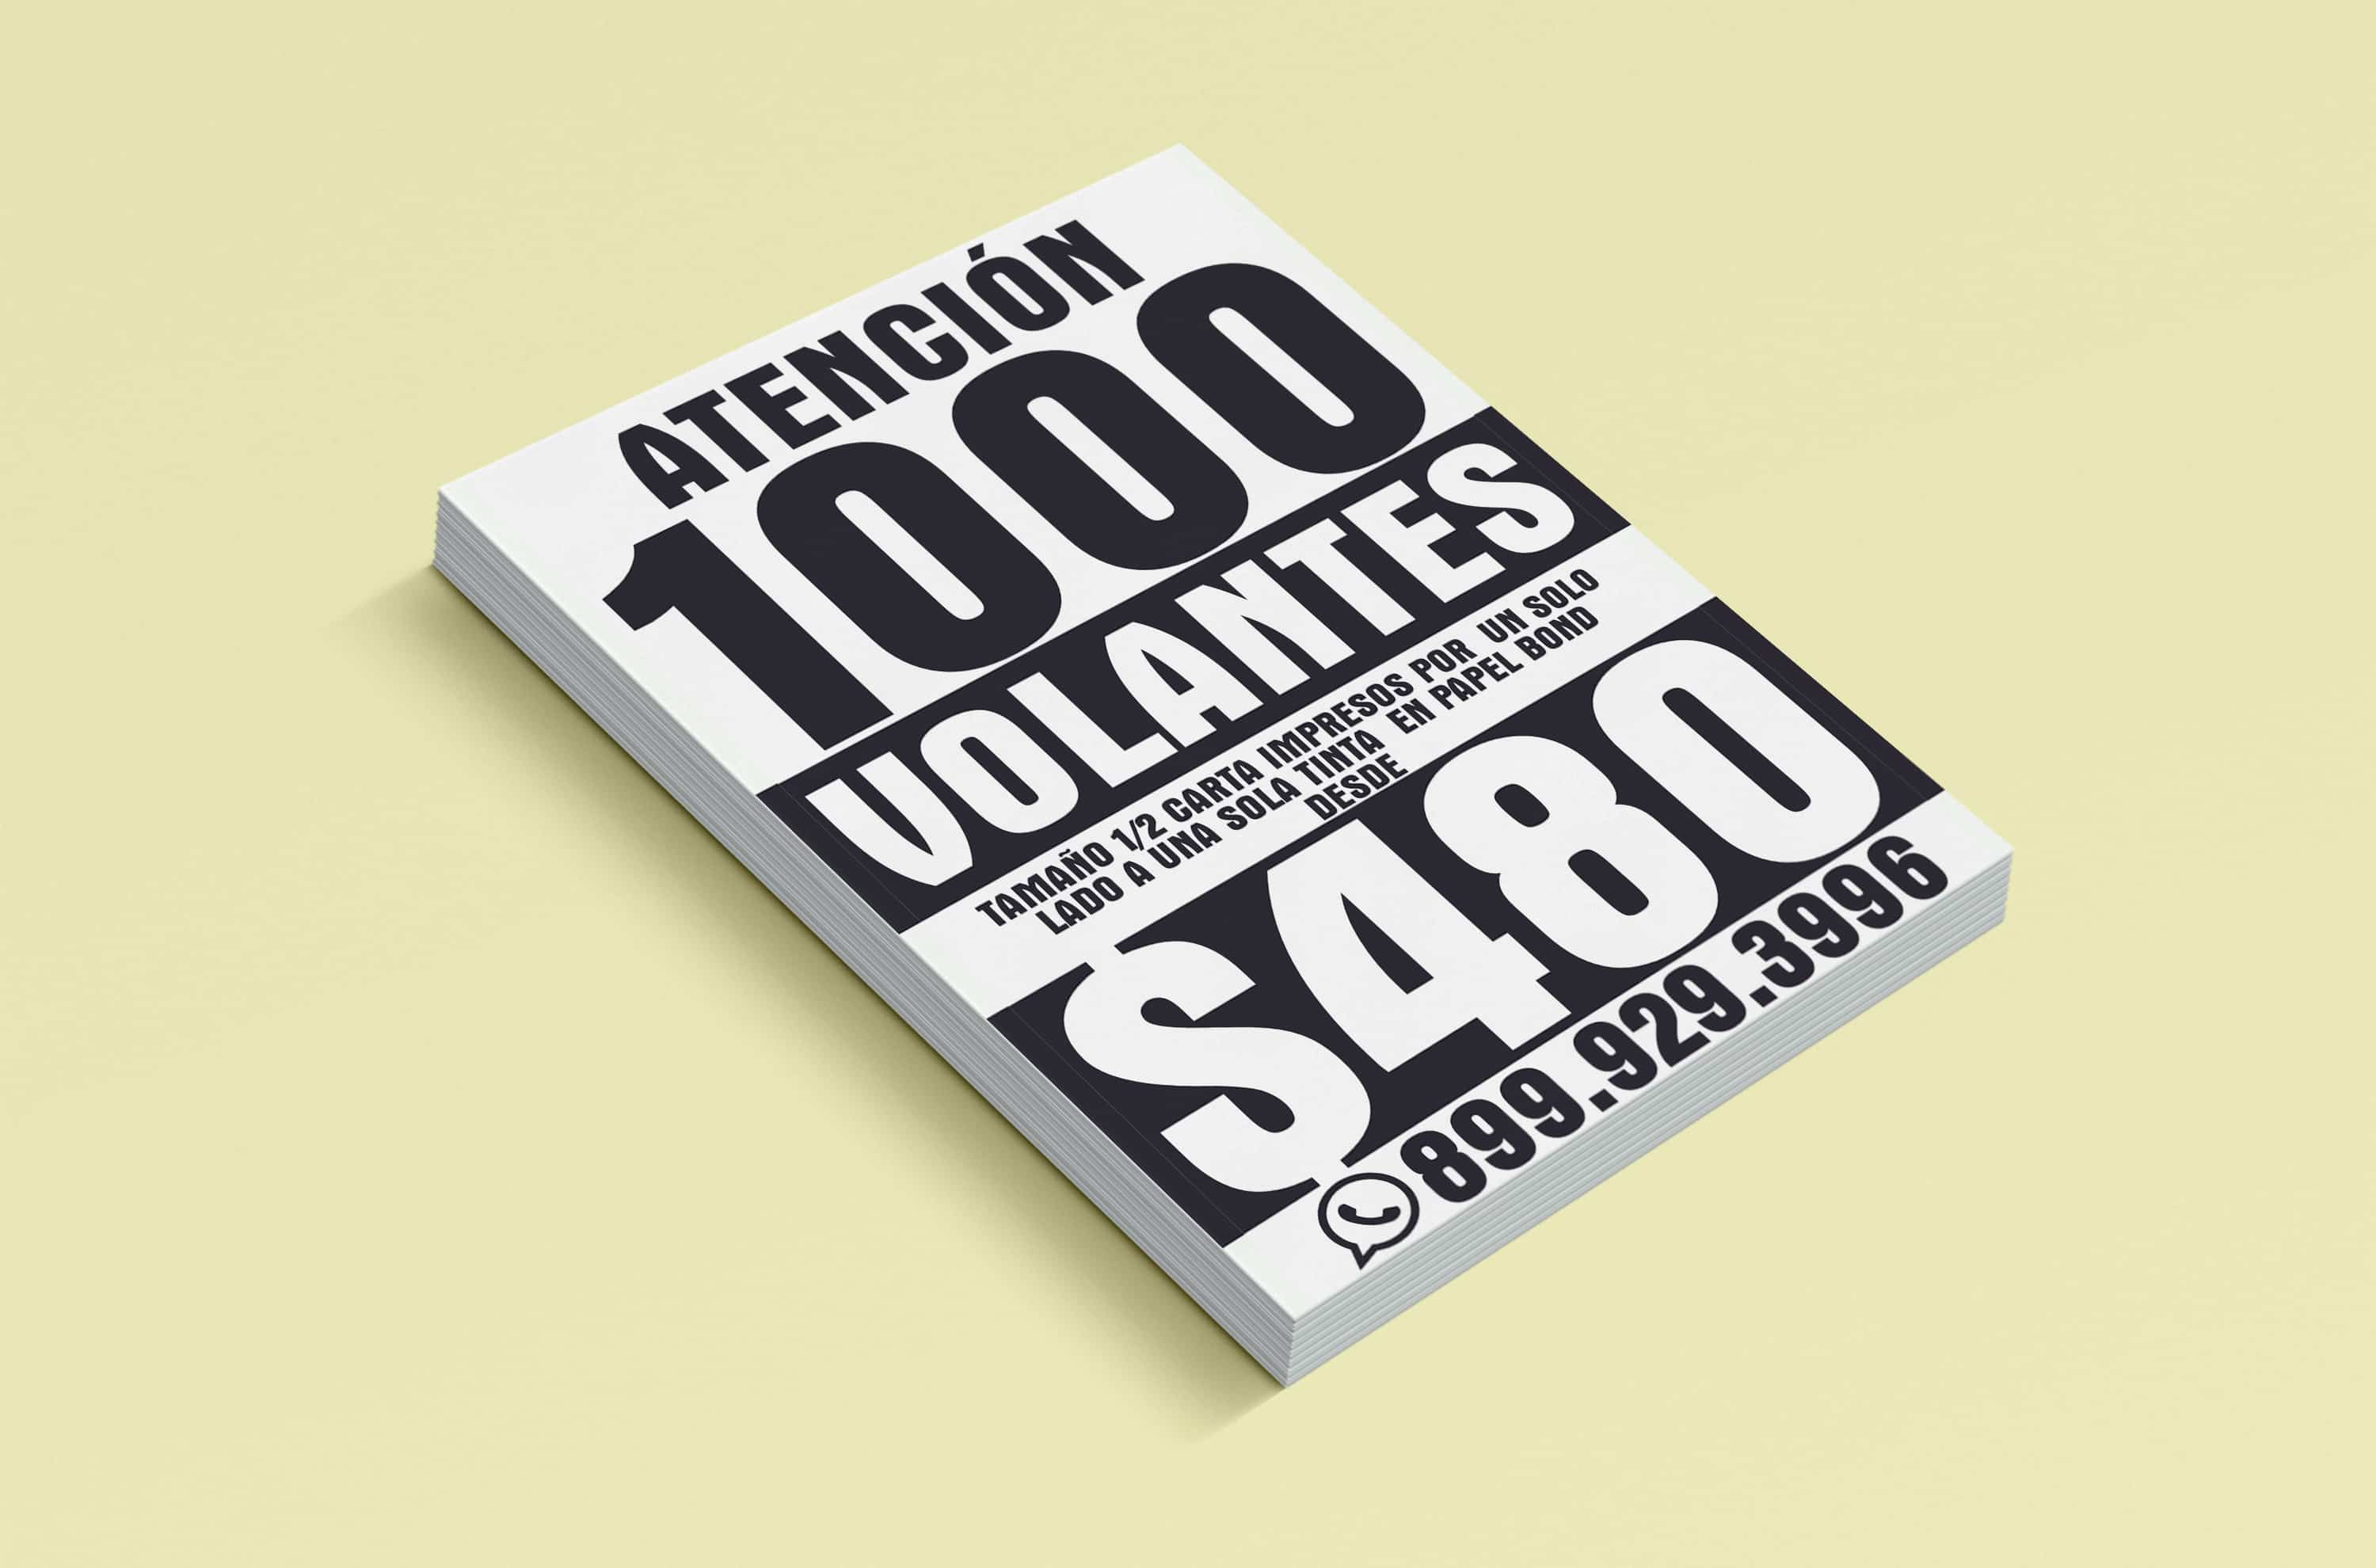 ATENCIÓN
1000
VOLANTES
TAMAÑO 1/2 CARTA IMPRESOS POR UN SOLO
LADO A UNA SOLA TINTA EN PAPEL BOND
DESDE
$480
899.929.3996